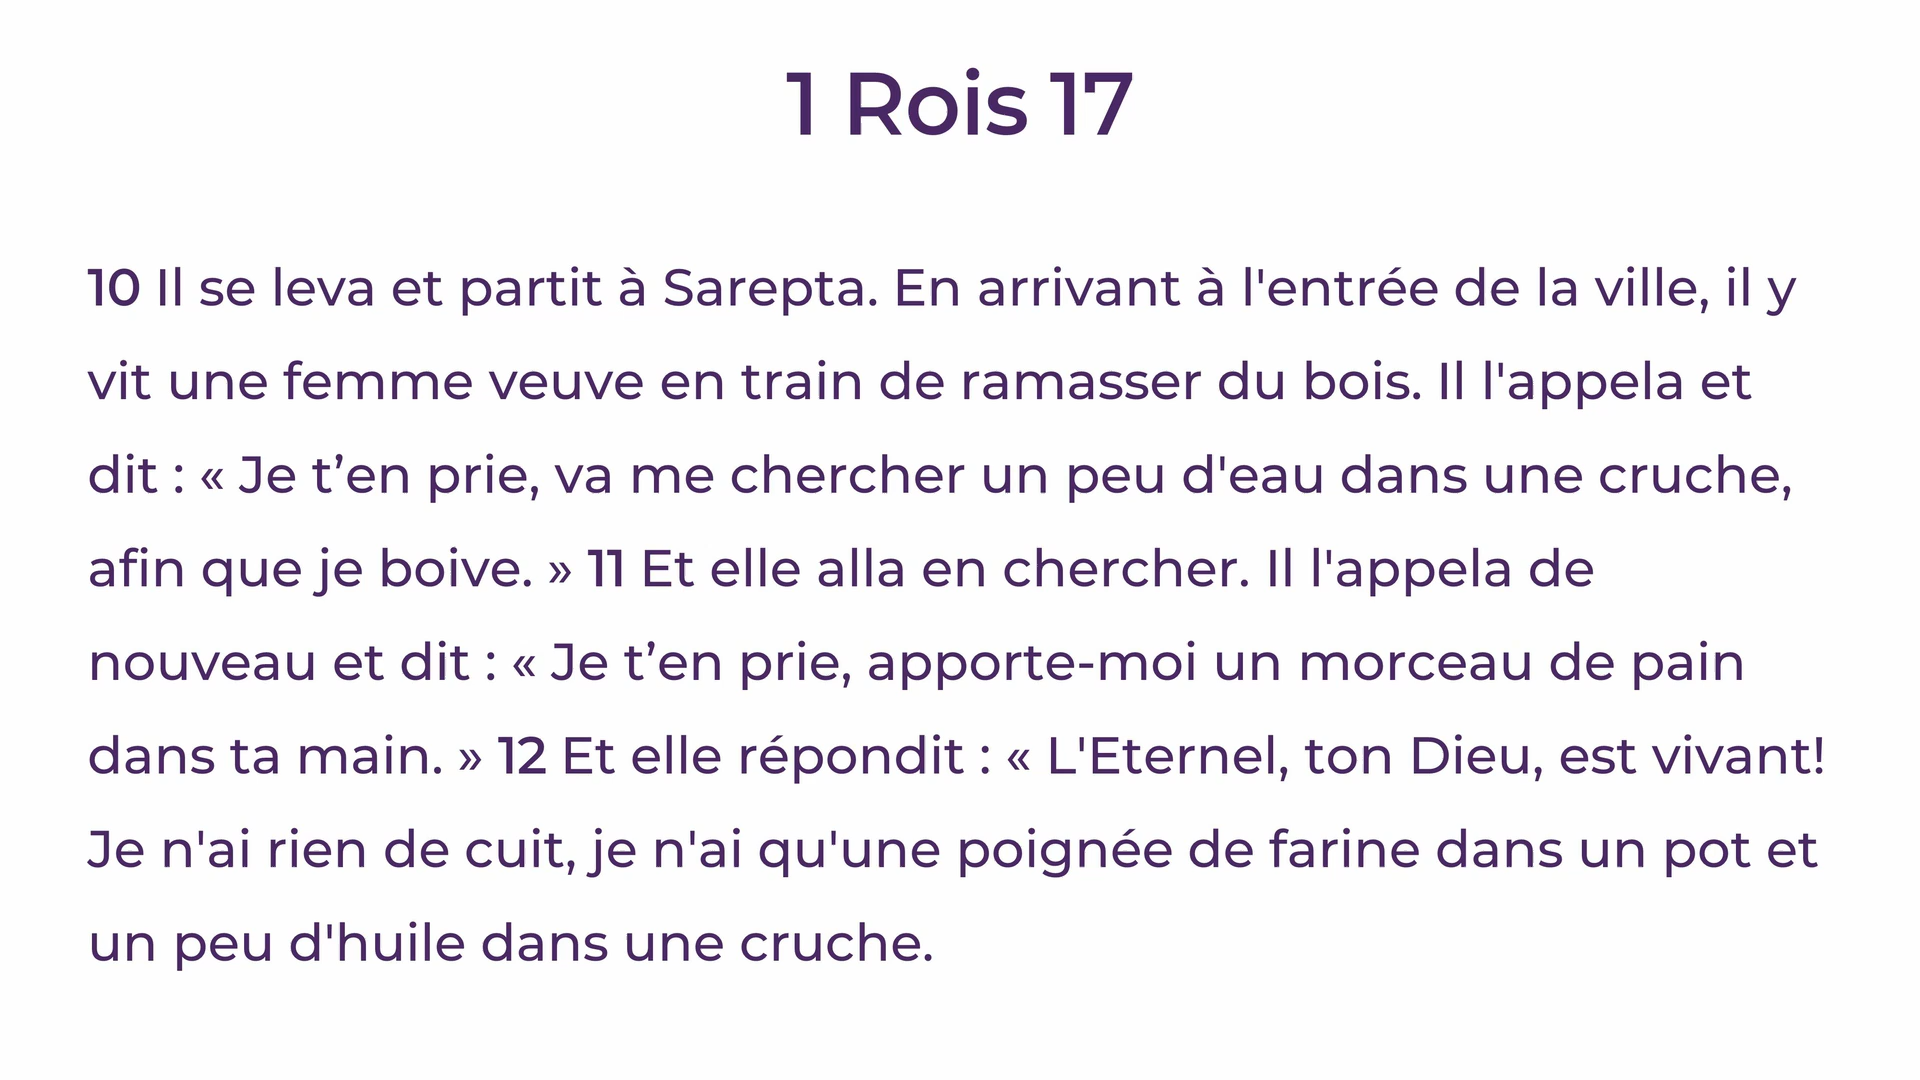 1 Rois 17
10 Il se leva et partit à Sarepta. En arrivant à l'entrée de la ville, il y
vit une femme veuve en train de ramasser du bois. Il l'appela et
dit : « Je t’en prie, va me chercher un peu d'eau dans une cruche,
afin que je boive. » 11 Et elle alla en chercher. Il l'appela de
nouveau et dit : « Je t’en prie, apporte-moi un morceau de pain
dans ta main. » 12 Et elle répondit : « L'Eternel, ton Dieu, est vivant!
Je n'ai rien de cuit, je n'ai qu'une poignée de farine dans un pot et
un peu d'huile dans une cruche.